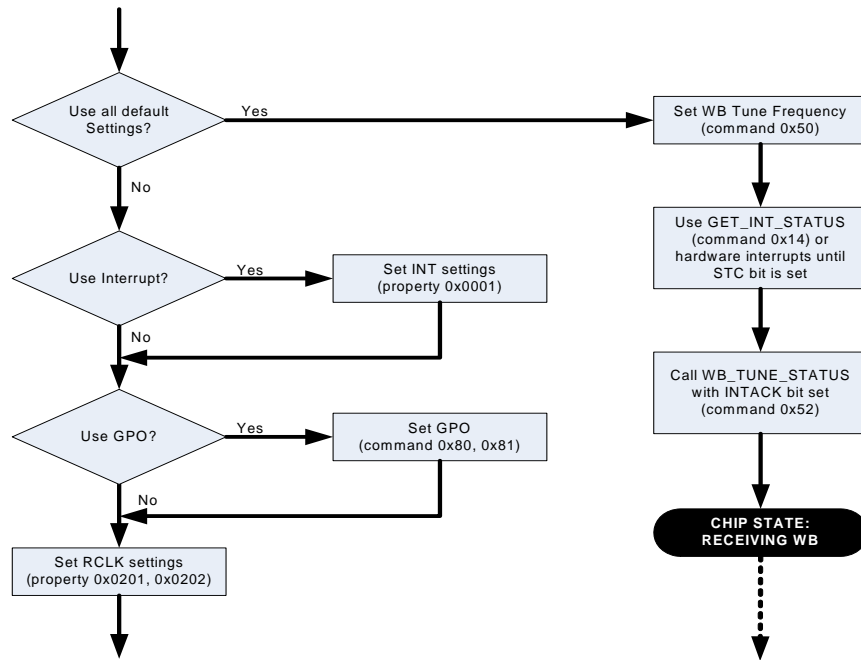 Use all default
Settings?
Yes
No
Use Interrupt?
Yes
Set INT settings
(property 0x0001)
No
Use GPO?
Yes
Set GPO
(command 0x80, 0x81)
No
Set RCLK settings
(property 0x0201, 0x0202)
Set WB Tune Frequency
(command 0x50)
Use GET_INT_STATUS
(command 0x14) or
hardware interrupts until
STC bit is set
Call WB_TUNE_STATUS
with INTACK bit set
(command 0x52)
CHIP STATE:
RECEIVING WB